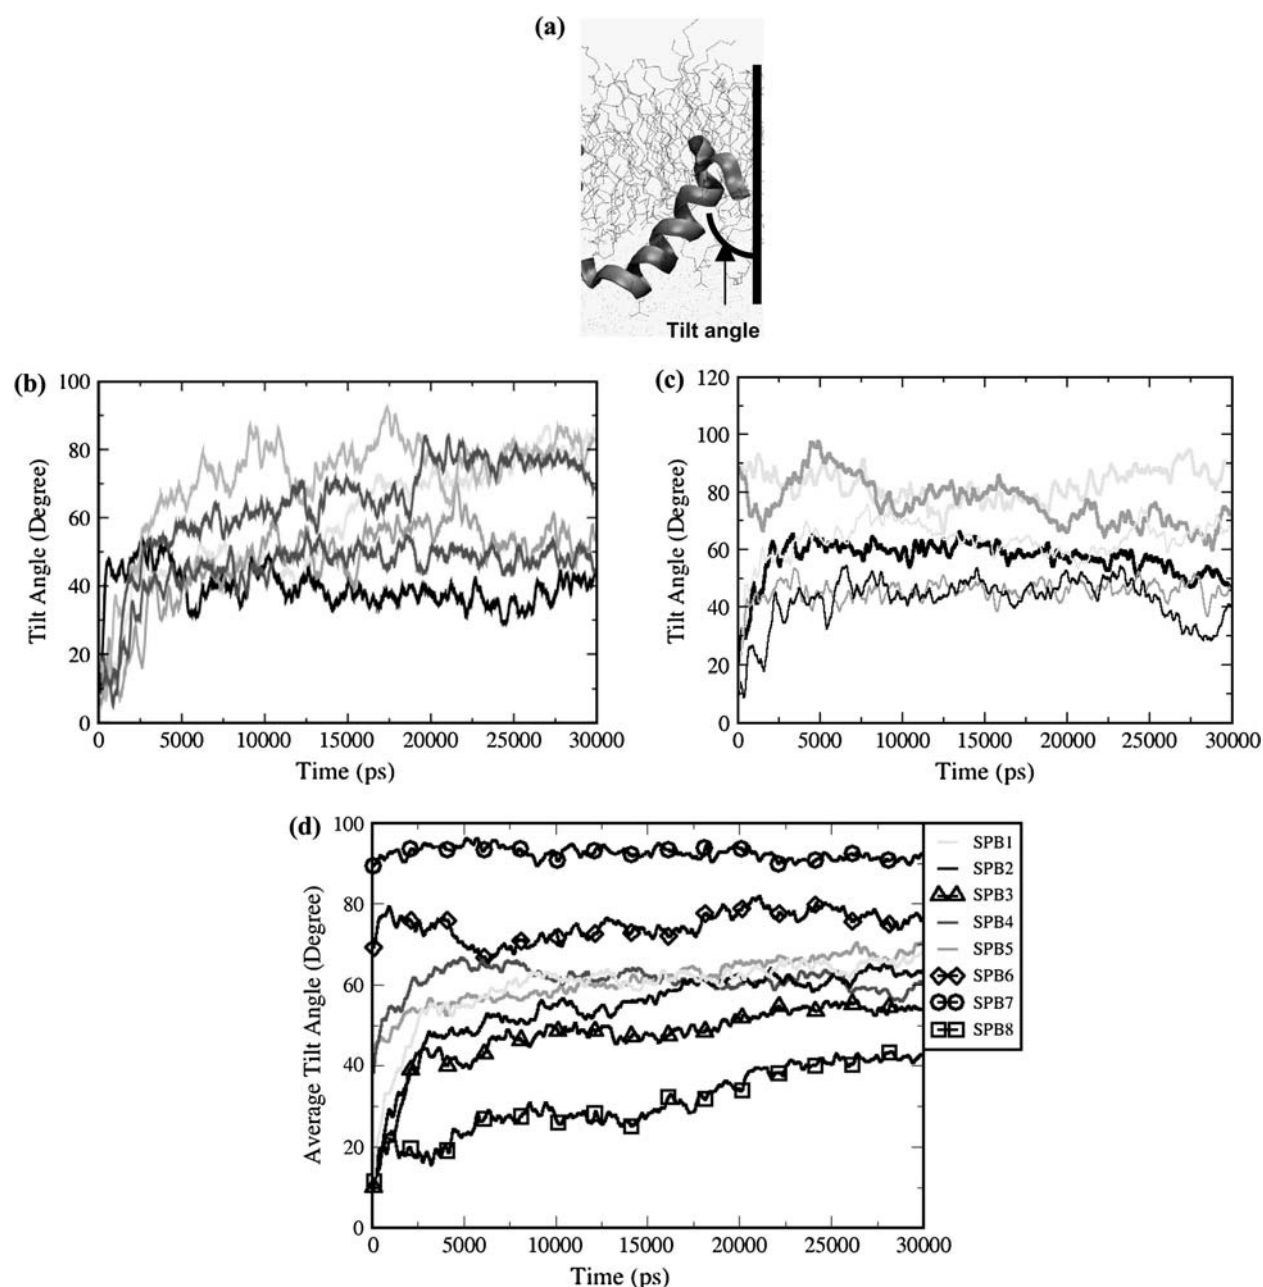 (a)
Tilt angle
(b)
100
80
60
40
20
0
Tilt Angle (Degree)
0 5000 10000 15000 20000 25000 30000
Time (ps)
(c)
120
100
80
60
40
20
0
Tilt Angle (Degree)
0 5000 10000 15000 20000 25000 30000
Time (ps)
(d)
100
80
60
40
20
0
Average Tilt Angle (Degree)
0 5000 10000 15000 20000 25000 30000
Time (ps)
SPB1
SPB2
SPB3
SPB4
SPB5
SPB6
SPB7
SPB8